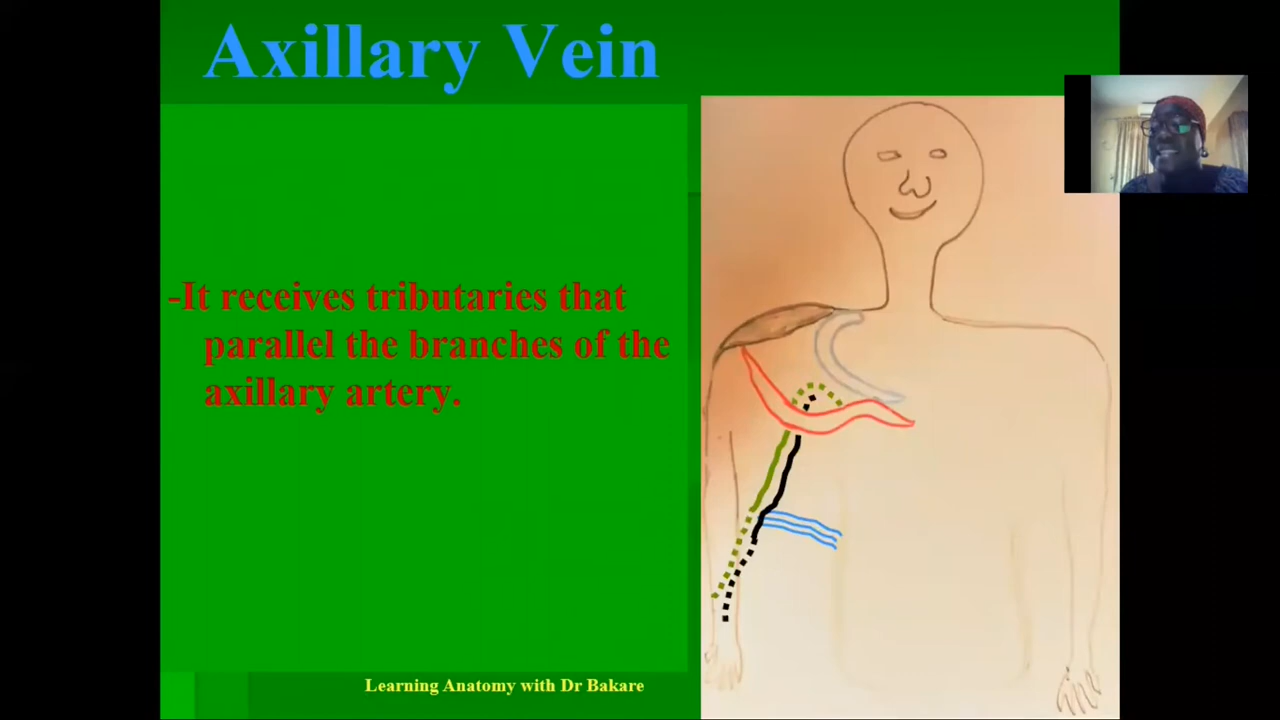 Axillary Vein
-It receives tributaries that
parallel the branches of the
axillary artery.
Learning Anatomy with Dr Bakare